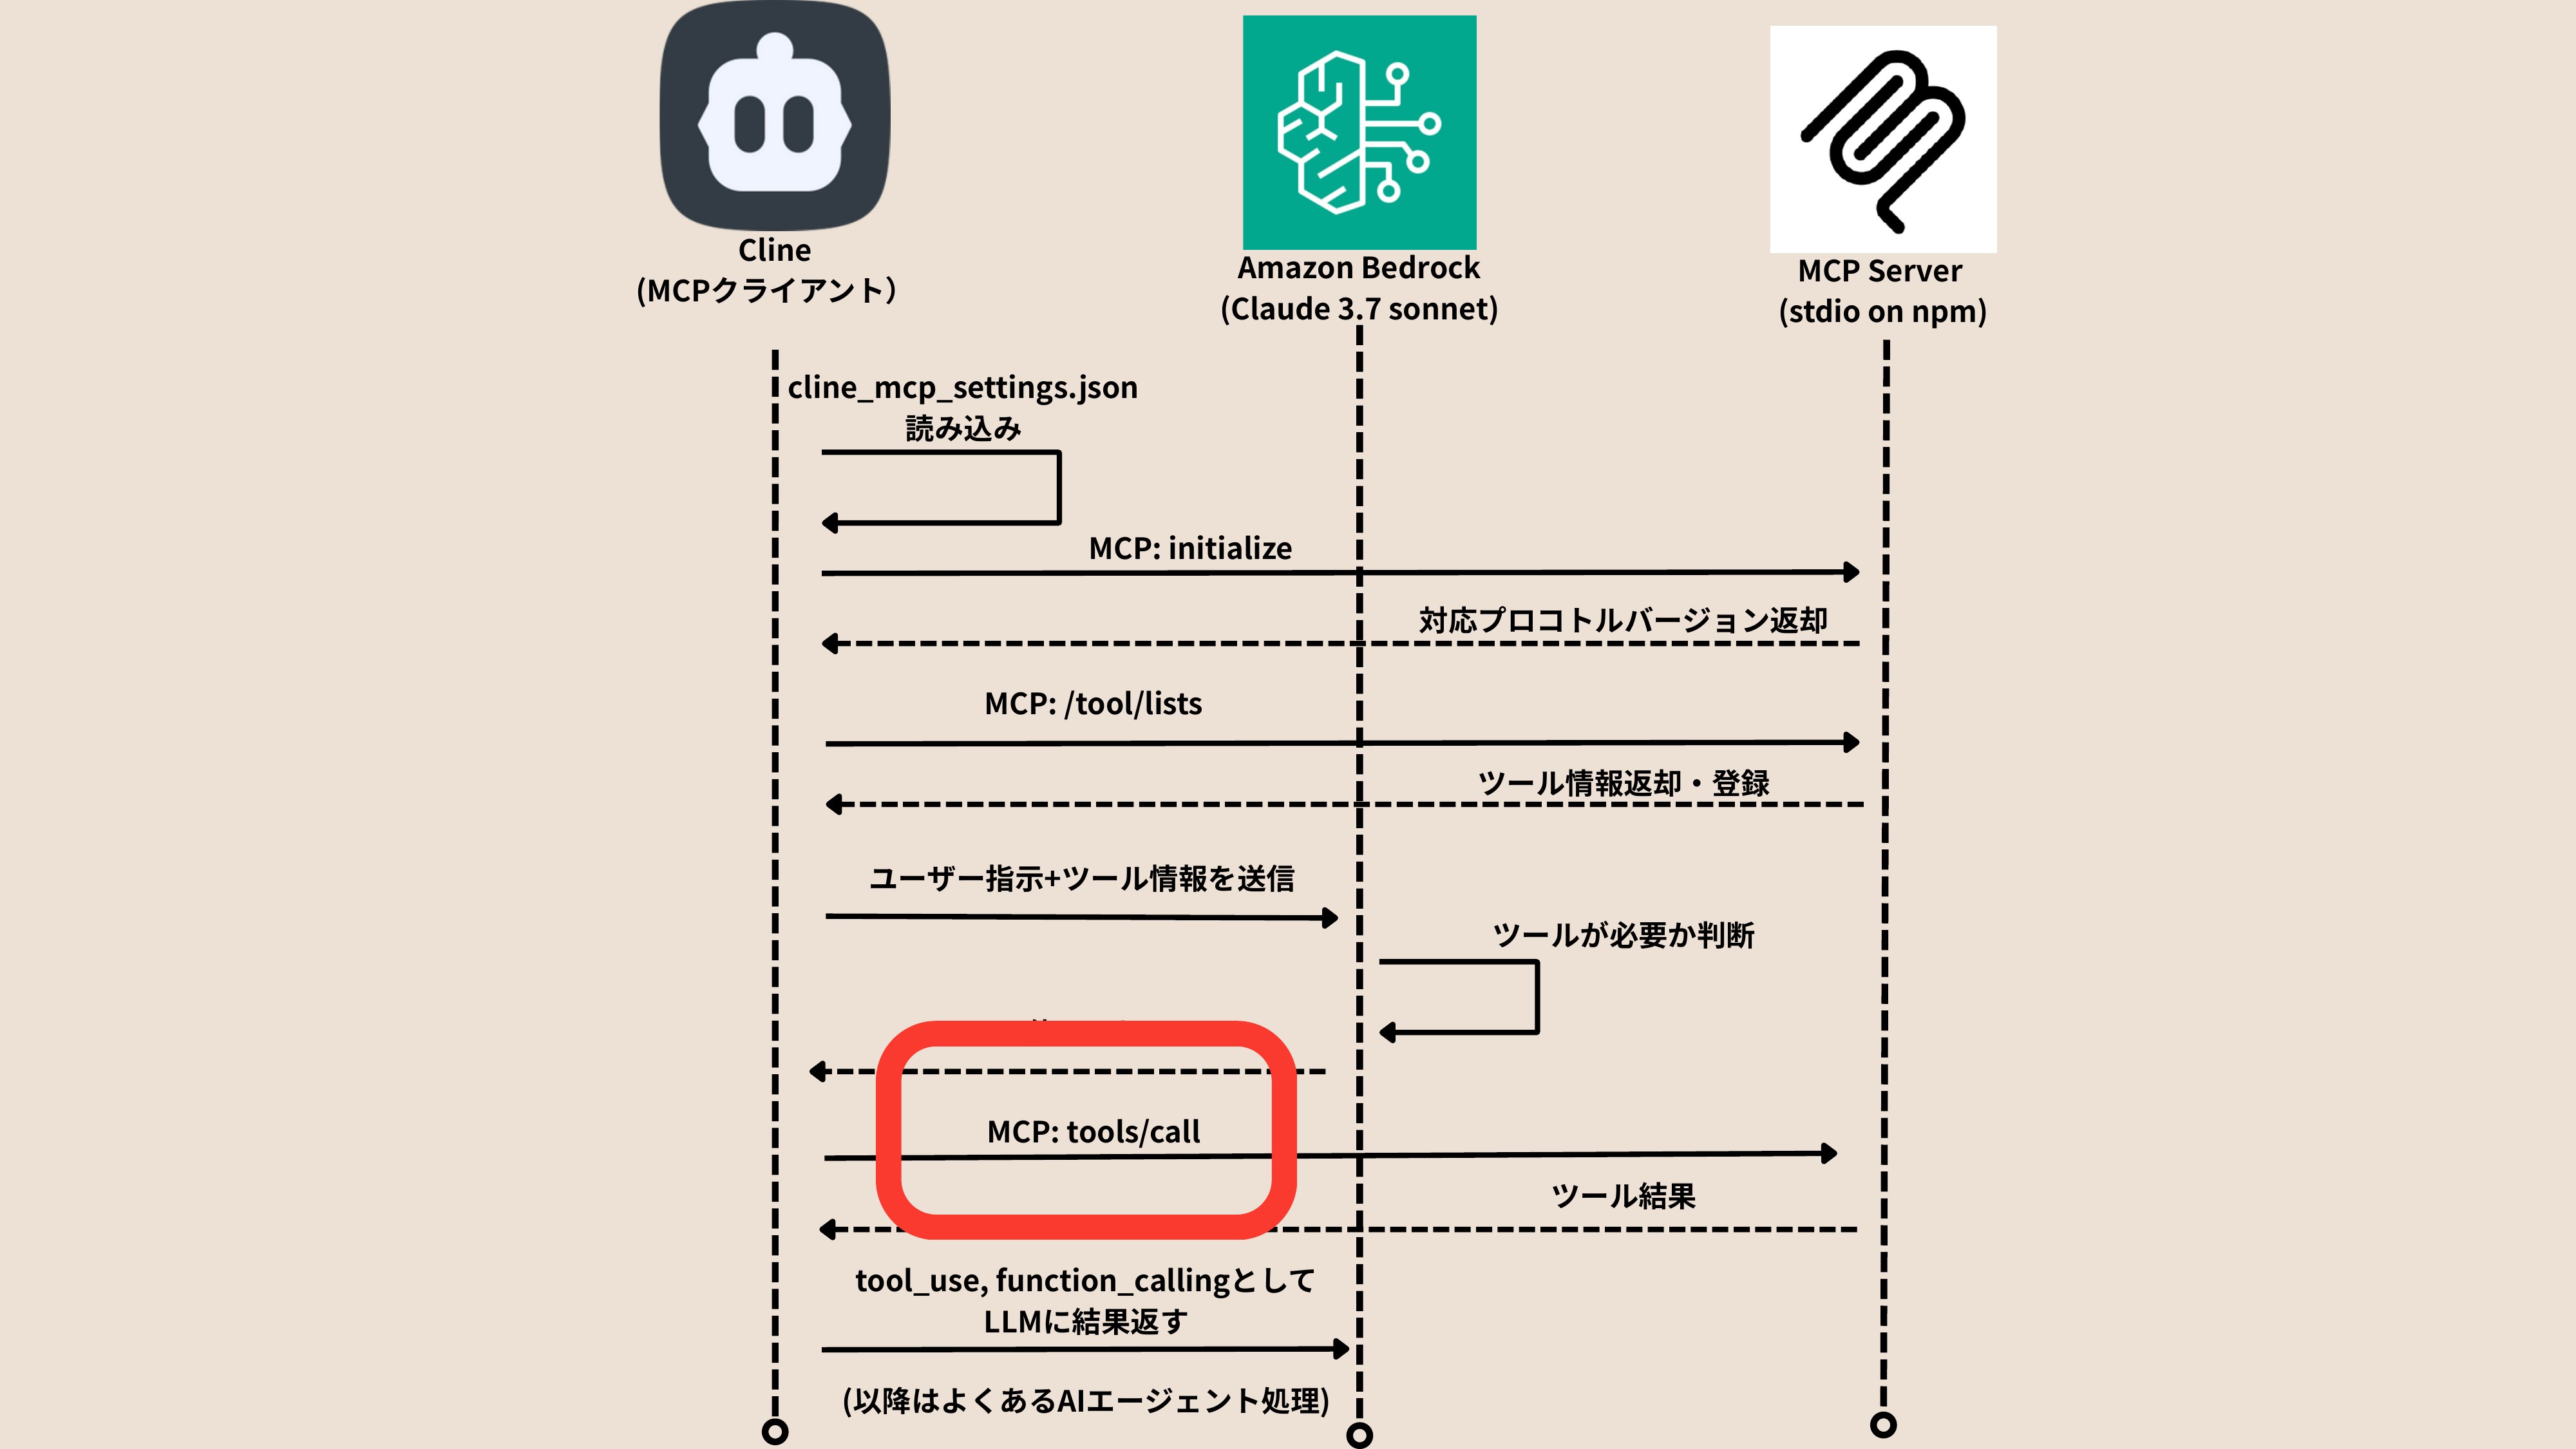 Cline
(MCPクライアント）
Amazon Bedrock
(Claude 3.7 sonnet)
MCP Server
(stdio on npm)
cline_mcp_settings.json
読み込み
MCP: initialize
対応プロコトルバージョン返却
MCP: /tool/lists
ツール情報返却・登録
ユーザー指示+ツール情報を送信
ツールが必要か判断
MCP: tools/call
ツール結果
tool_use, function_callingとして
LLMに結果返す
(以降はよくあるAIエージェント処理)